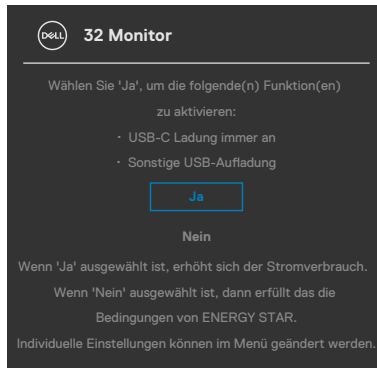 DELL
32 Monitor
Wählen Sie 'Ja', um die folgende(n) Funktion(en)
zu aktivieren:
· USB-C Ladung immer an
· Sonstige USB-Aufladung
Ja
Nein
Wenn 'Ja' ausgewählt ist, erhöht sich der Stromverbrauch.
Wenn 'Nein' ausgewählt ist, dann erfüllt das die
Bedingungen von ENERGY STAR.
Individuelle Einstellungen können im Menü geändert werden.